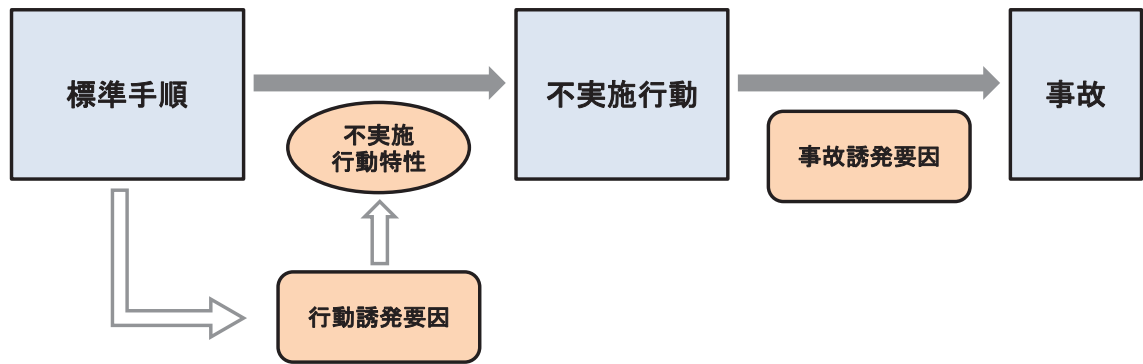 標準手順
不実施
行動特性
不実施行動
事故誘発要因
事故
行動誘発要因